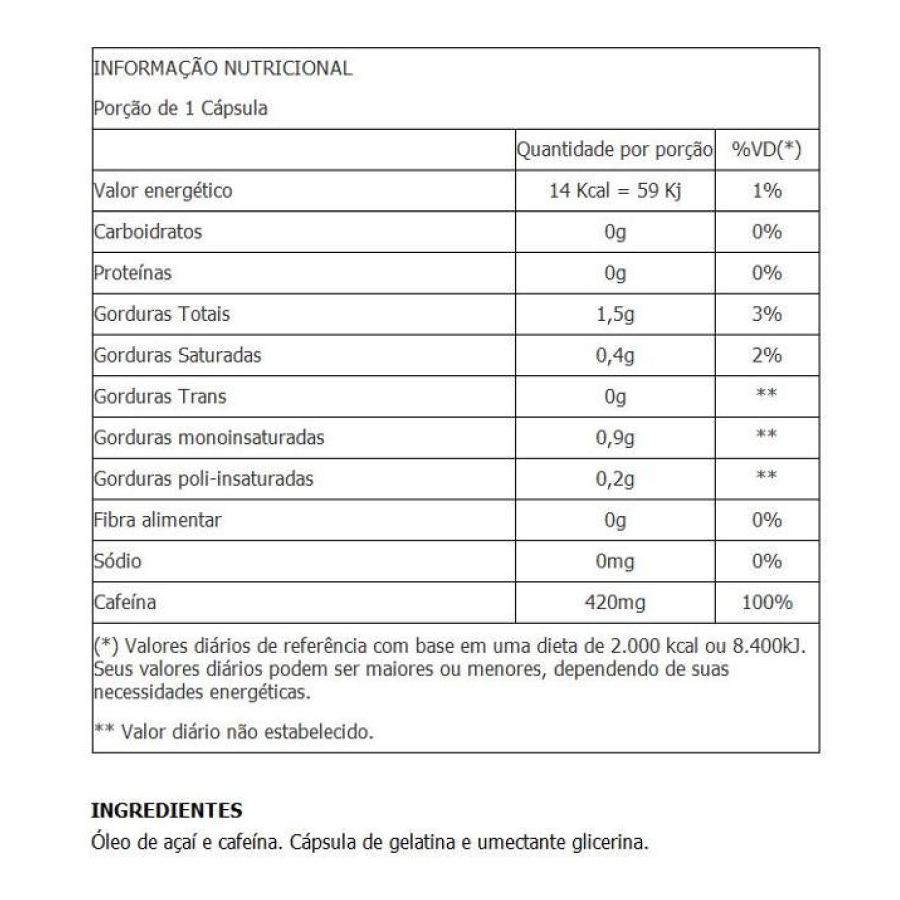 INFORMAÇÃO NUTRICIONAL
Porção de 1 Cápsula
Quantidade por porção %VD(*)
Valor energético 14 Kcal = 59 Kj 1%
Carboidratos 0g 0%
Proteínas 0g 0%
Gorduras Totais 1,5g 3%
Gorduras Saturadas 0,4g 2%
Gorduras Trans 0g **
Gorduras monoinsaturadas 0,9g **
Gorduras poli-insaturadas 0,2g **
Fibra alimentar 0g 0%
Sódio 0mg 0%
Cafeína 420mg 100%
(*) Valores diários de referência com base em uma dieta de 2.000 kcal ou 8.400kJ.
Seus valores diários podem ser maiores ou menores, dependendo de suas
necessidades energéticas.
** Valor diário não estabelecido.
INGREDIENTES
Óleo de açaí e cafeína. Cápsula de gelatina e umectante glicerina.